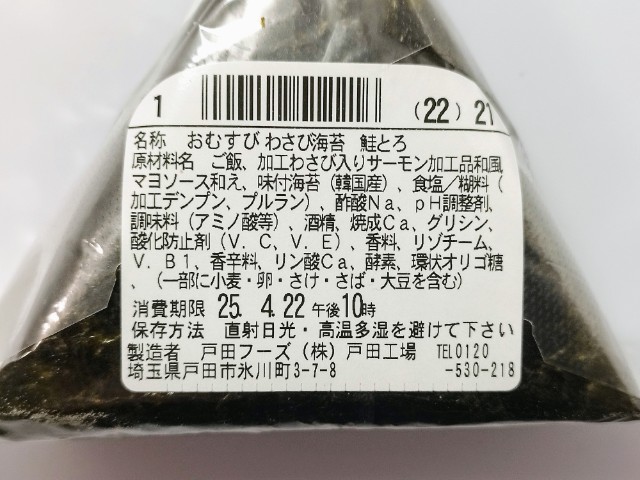 1 (22) 21
名称 おむすび わさび海苔 鮭とろ
原材料名 ご飯、加工わさび入りサーモン加工品和風
マヨソース和え、味付海苔（韓国産）、食塩／糊料（
加工デンプン、プルラン）、酢酸Na、pH調整剤、
調味料（アミノ酸等）、酒精、焼成Ca、グリシン、
酸化防止剤（V．C、V．E）、香料、リゾチーム、
V．B1、香辛料、リン酸Ca、酵素、環状オリゴ糖
、（一部に小麦・卵・さけ・さば・大豆を含む）
消費期限 25. 4.22 午後10時
保存方法 直射日光・高温多湿を避けて下さい
製造者 戸田フーズ（株）戸田工場 TEL0120
埼玉県戸田市氷川町3-7-8 -530-218